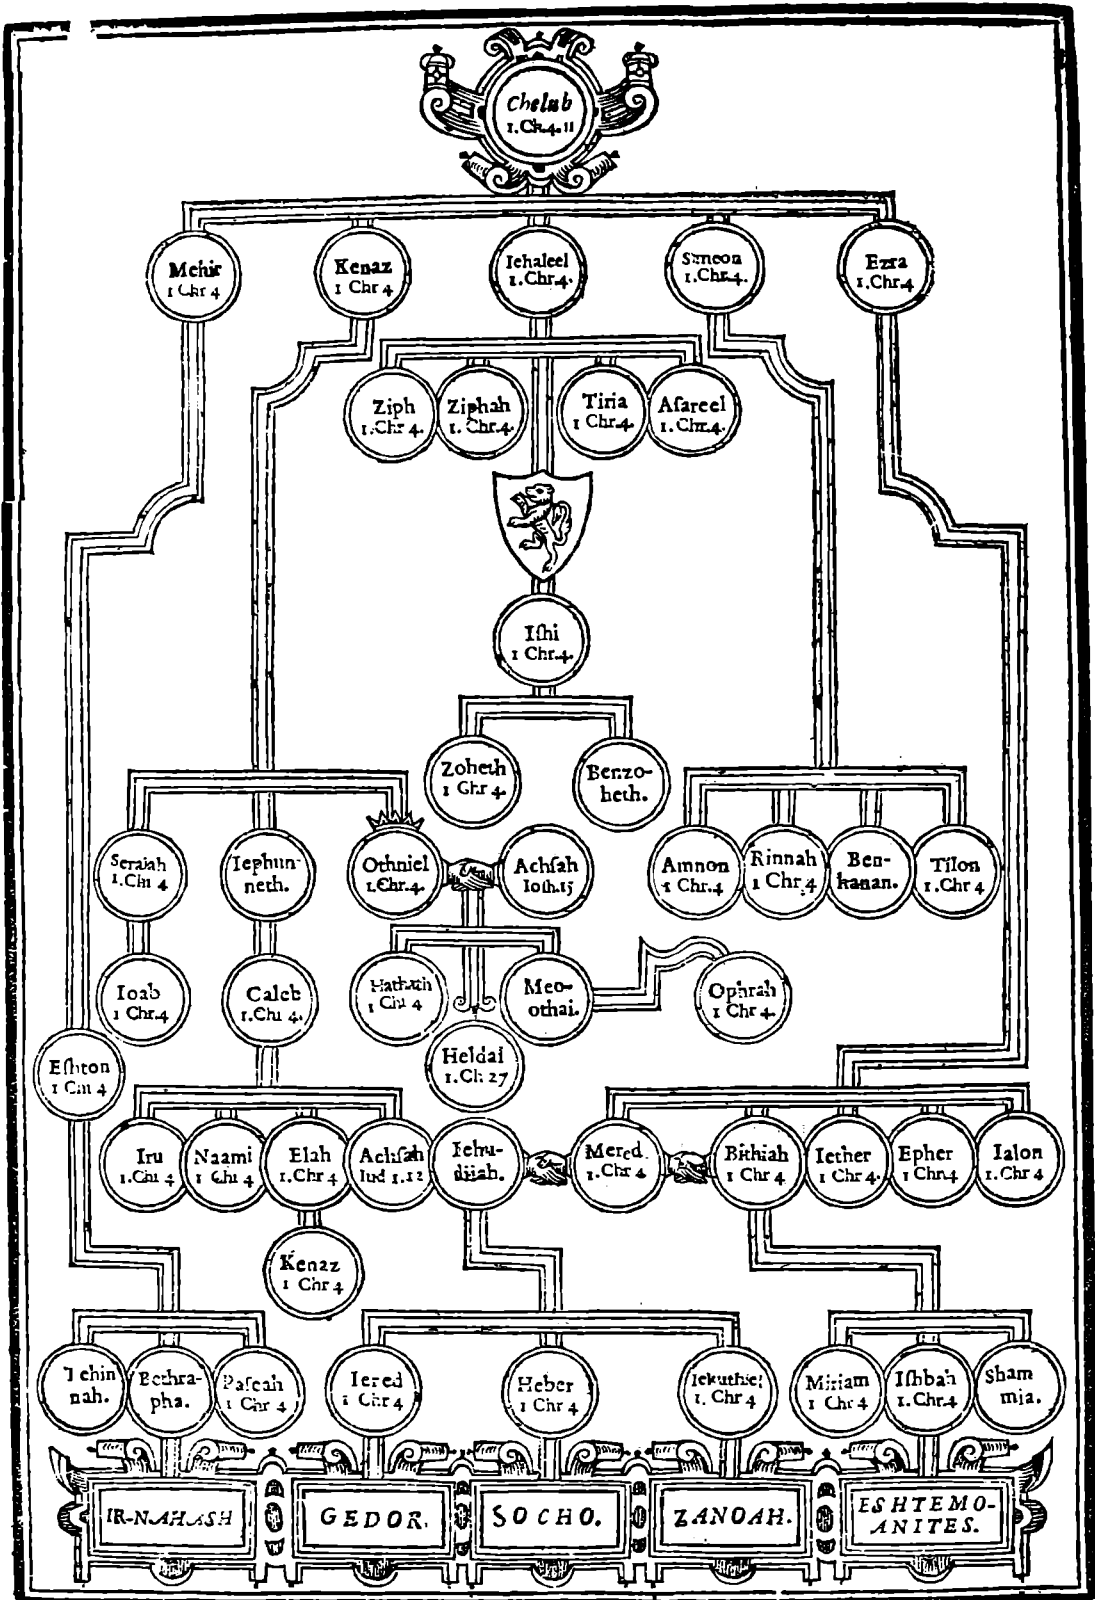 Chelub
1. Ch. 4. 11
Mehir
1 Chr 4
Kenaz
1 Chr 4
Iehaleel
1. Chr. 4.
Simeon
1. Chr. 4.
Ezra
1. Chr. 4
Ziph
1. Chr 4.
Ziphah
1. Chr. 4.
Tiria
1 Chr. 4.
Aſareel
1. Chr. 4.
Iſhi
1 Chr. 4.
Zoheth
1 Chr 4.
Benzo-
heth.
Seraiah
1. Chr 4
Iephun-
neth.
Othniel
1. Chr. 4.
Achſah
Ioſh. 15
Amnon
1 Chr. 4
Rinnah
1 Chr. 4
Ben-
hanan.
Tilon
1. Chr 4
Ioab
1 Chr. 4
Caleb
1. Chr 4.
Hathath
1 Chr 4
Meo-
othai.
Ophrah
1 Chr 4.
Eſhton
1 Chr 4
Heldai
1. Ch 27
Iru
1. Chr 4
Naami
1 Chr 4
Elah
1. Chr 4
Achſah
Iud 1. 12
Iehu-
dijah.
Mered.
1. Chr 4
Bithiah
1 Chr 4
Iether
1 Chr 4.
Epher
1 Chr. 4
Ialon
1. Chr 4
Kenaz
1 Chr 4
Tehin
nah.
Bethra-
pha.
Paſeah
1 Chr 4
Iered
1 Chr 4
Heber
1 Chr 4
Iekuthiel
1. Chr 4
Miriam
1 Chr 4
Iſhbah
1. Chr. 4
Sham
mia.
IR-NAHASH
GEDOR.
SOCHO.
ZANOAH.
ESHTEMO-
ANITES.